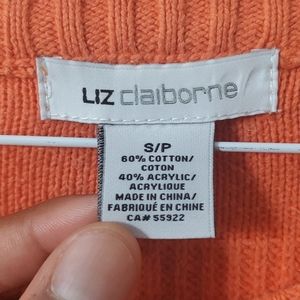 Liz claiborne
S/P
60% COTTON/
COTON
40% ACRYLIC/
ACRYLIQUE
MADE IN CHINA/
FABRIQUÉ EN CHINE
CA# 55922